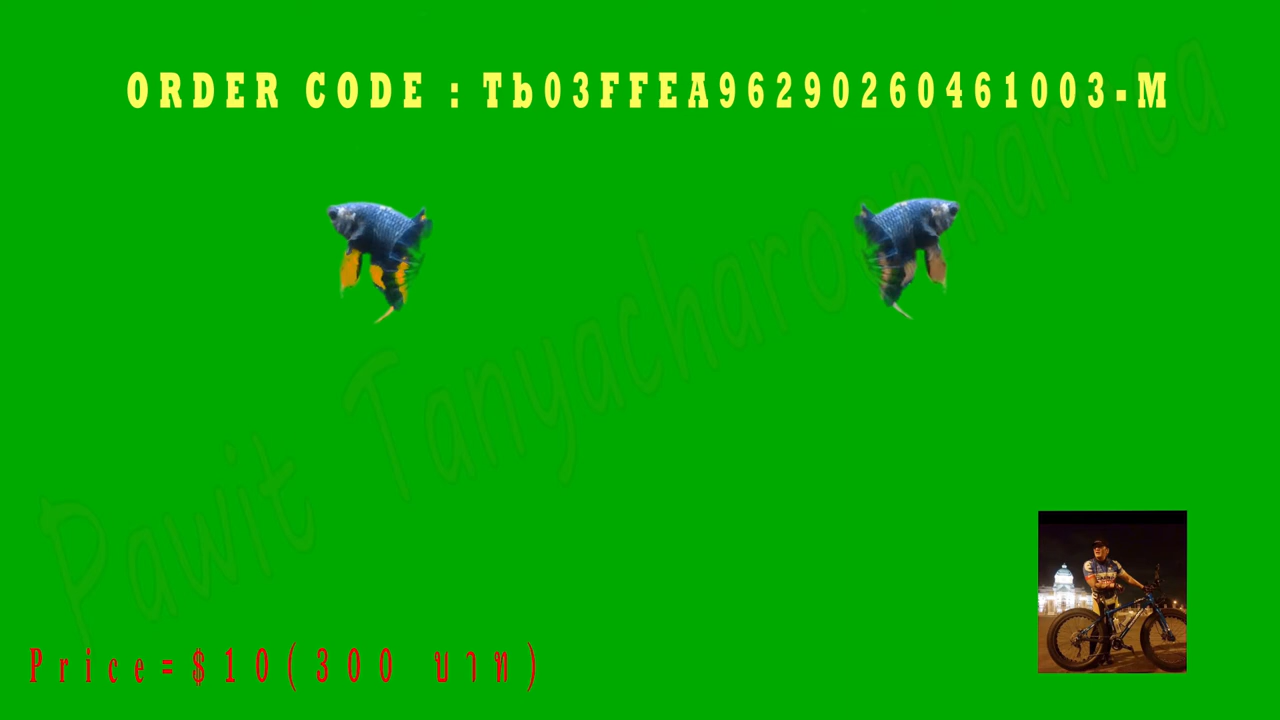 ORDER CODE : Tb03FFEA96290260461003-M
Pawit Tanyacharoenkarnca
Price=$10(300 บาท)